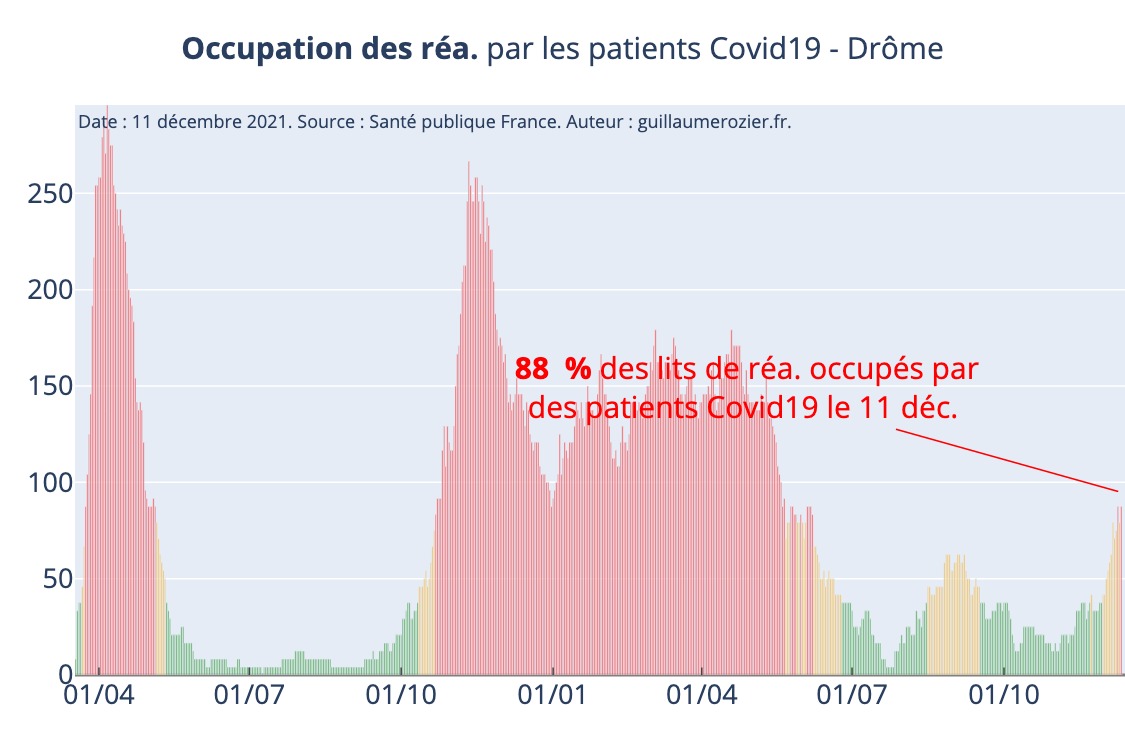 Occupation des réa. par les patients Covid19 - Drôme
Date : 11 décembre 2021. Source : Santé publique France. Auteur : guillaumerozier.fr.
250
200
150
100
50
0
88 % des lits de réa. occupés par
des patients Covid19 le 11 déc.
01/04 01/07 01/10 01/01 01/04 01/07 01/10